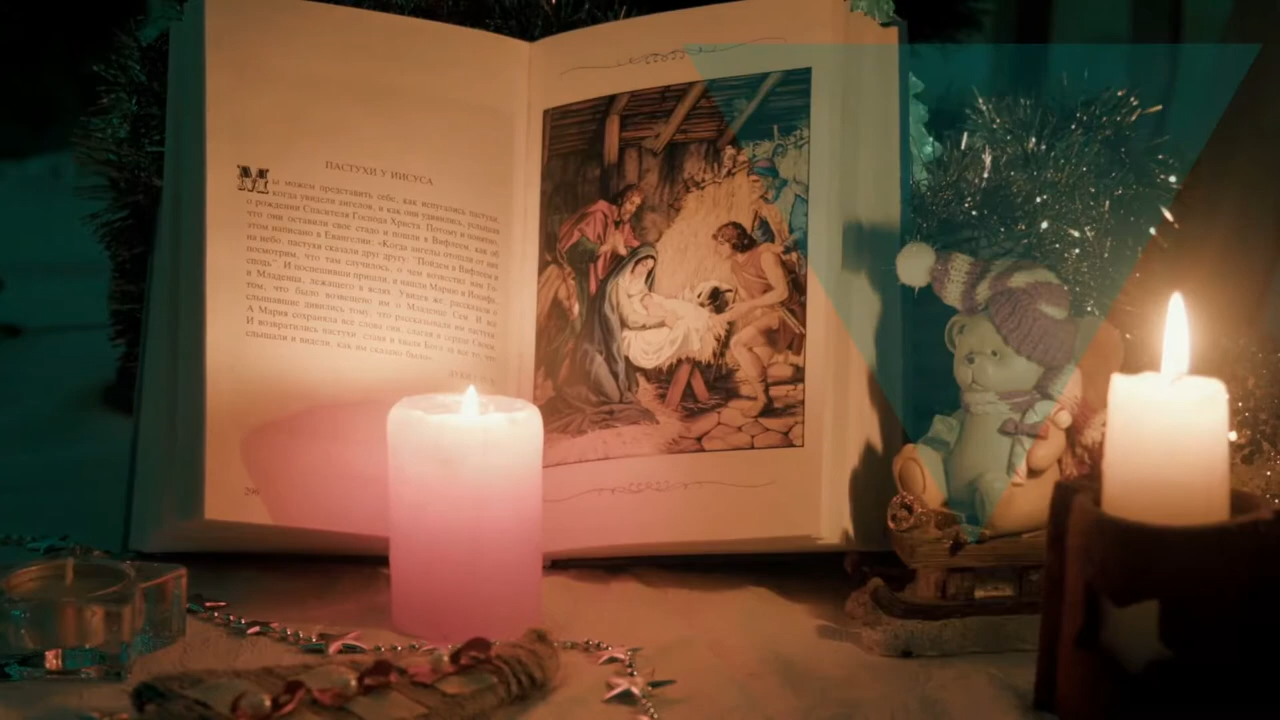 ПАСТУХИ У ИИСУСА
Мы можем представить себе, как испугались пастухи,
когда увидели ангелов, и как они удивились, услышав
о рождении Спасителя Господа Христа. Потому и понятно,
что они оставили свое стадо и пошли в Вифлеем, как об
этом написано в Евангелии: «Когда ангелы отошли от них
на небо, пастухи сказали друг другу: "Пойдем в Вифлеем и
посмотрим, что там случилось, о чем возвестил нам Го-
сподь". И поспешивши пришли, и нашли Марию и Иосифа,
и Младенца, лежащего в яслях. Увидев же, рассказали о
том, что было возвещено им о Младенце Сем. И все
слышавшие дивились тому, что рассказывали им пастухи.
А Мария сохраняла все слова сии, слагая в сердце Своем.
И возвратились пастухи, славя и хваля Бога за все то, что
слышали и видели, как им сказано было».
296